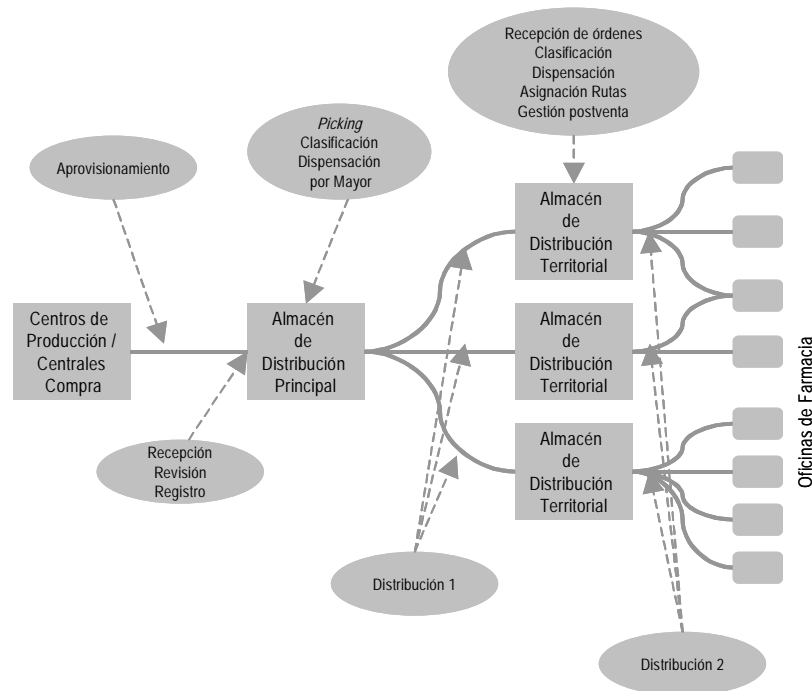 Recepción de órdenes
Clasificación
Dispensación
Asignación Rutas
Gestión postventa
Picking
Clasificación
Dispensación
por Mayor
Aprovisionamiento
Almacén
de
Distribución
Territorial
Centros de
Producción /
Centrales
Compra
Almacén
de
Distribución
Principal
Almacén
de
Distribución
Territorial
Almacén
de
Distribución
Territorial
Oficinas de Farmacia
Recepción
Revisión
Registro
Distribución 1
Distribución 2